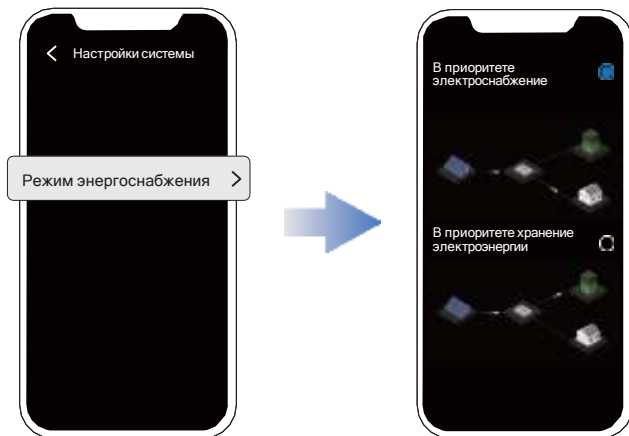 Настройки системы
Режим энергоснабжения
В приоритете
электроснабжение
В приоритете хранение
электроэнергии